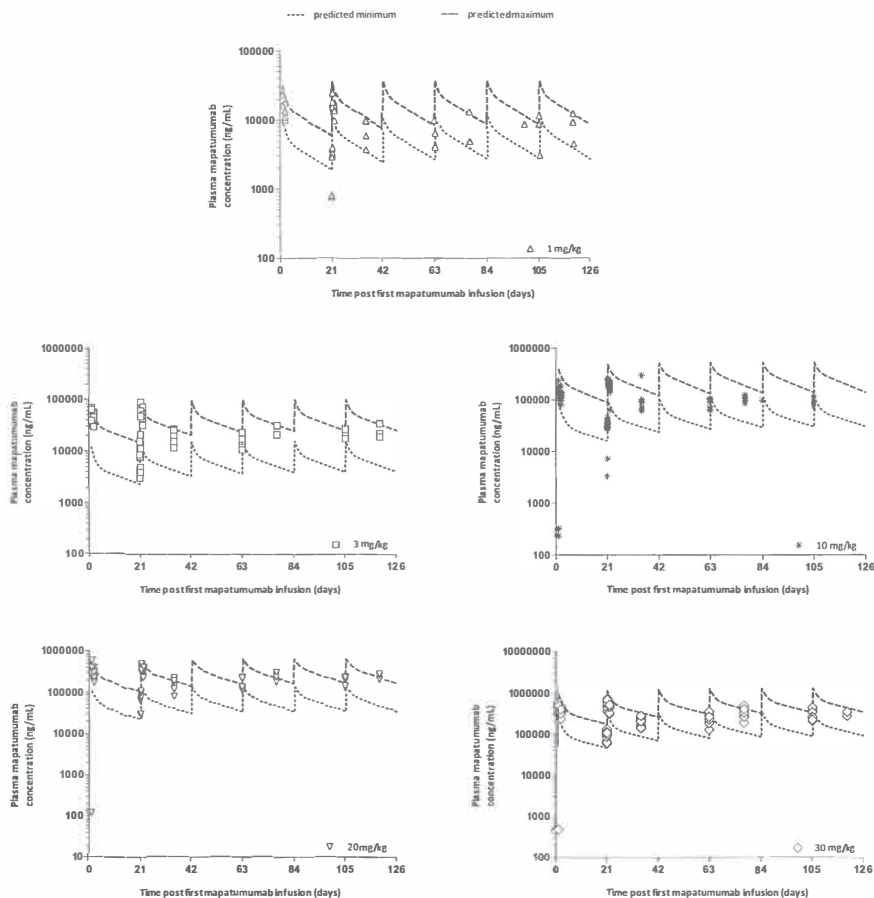 predicted minimum predicted maximum
Plasma mapatumumab
concentration (ng/mL)
100000
10000
1000
100
0 21 42 63 84 105 126
1 mg/kg
Time post first mapatumumab infusion (days)
Plasma mapatumumab
concentration (ng/mL)
1000000
100000
10000
1000
100
0 21 42 63 84 105 126
3 mg/kg
Time post first mapatumumab infusion (days)
Plasma mapatumumab
concentration (ng/mL)
1000000
100000
10000
1000
100
0 21 42 63 84 105 126
10 mg/kg
Time post first mapatumumab infusion (days)
Plasma mapatumumab
concentration (ng/mL)
1000000
100000
10000
1000
100
10
0 21 42 63 84 105 126
20mg/kg
Time post first mapatumumab infusion (days)
Plasma mapatumumab
concentration (ng/mL)
10000000
1000000
100000
10000
1000
100
0 21 42 63 84 105 126
30 mg/kg
Time post first mapatumumab infusion (days)